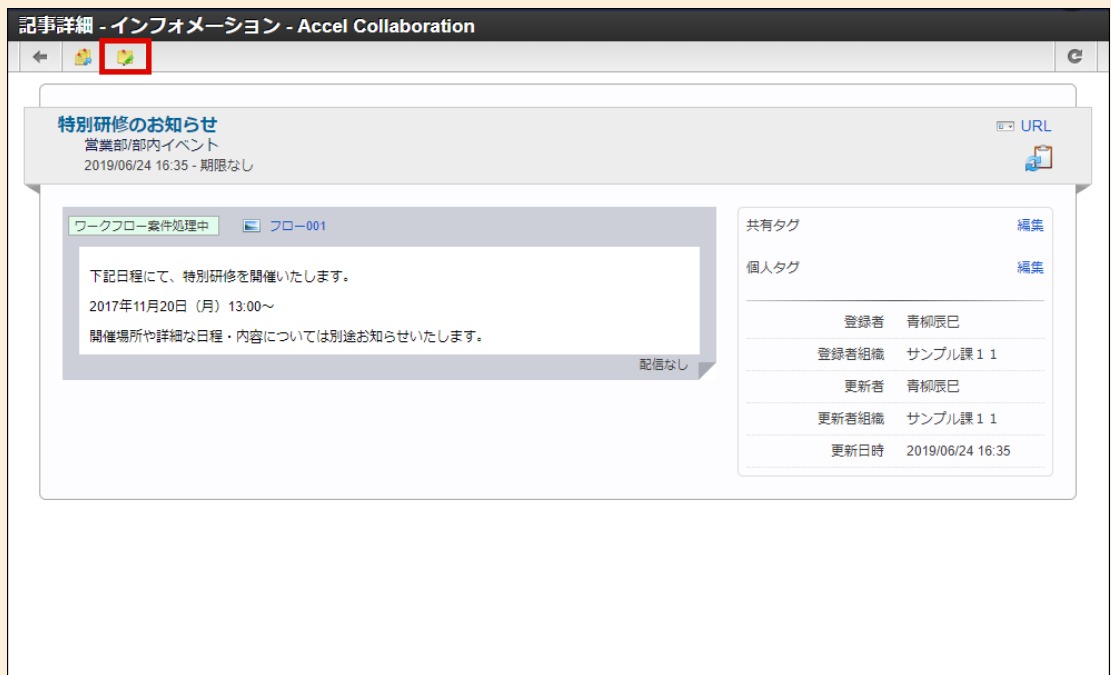 記事詳細 - インフォメーション - Accel Collaboration
特別研修のお知らせ
URL
営業部/部内イベント
2019/06/24 16:35 - 期限なし
ワークフロー案件処理中 フロー001
下記日程にて、特別研修を開催いたします。
2017年11月20日（月）13:00～
開催場所や詳細な日程・内容については別途お知らせいたします。
配信なし
共有タグ 編集
個人タグ 編集
登録者 青柳辰巳
登録者組織 サンプル課１１
更新者 青柳辰巳
更新者組織 サンプル課１１
更新日時 2019/06/24 16:35